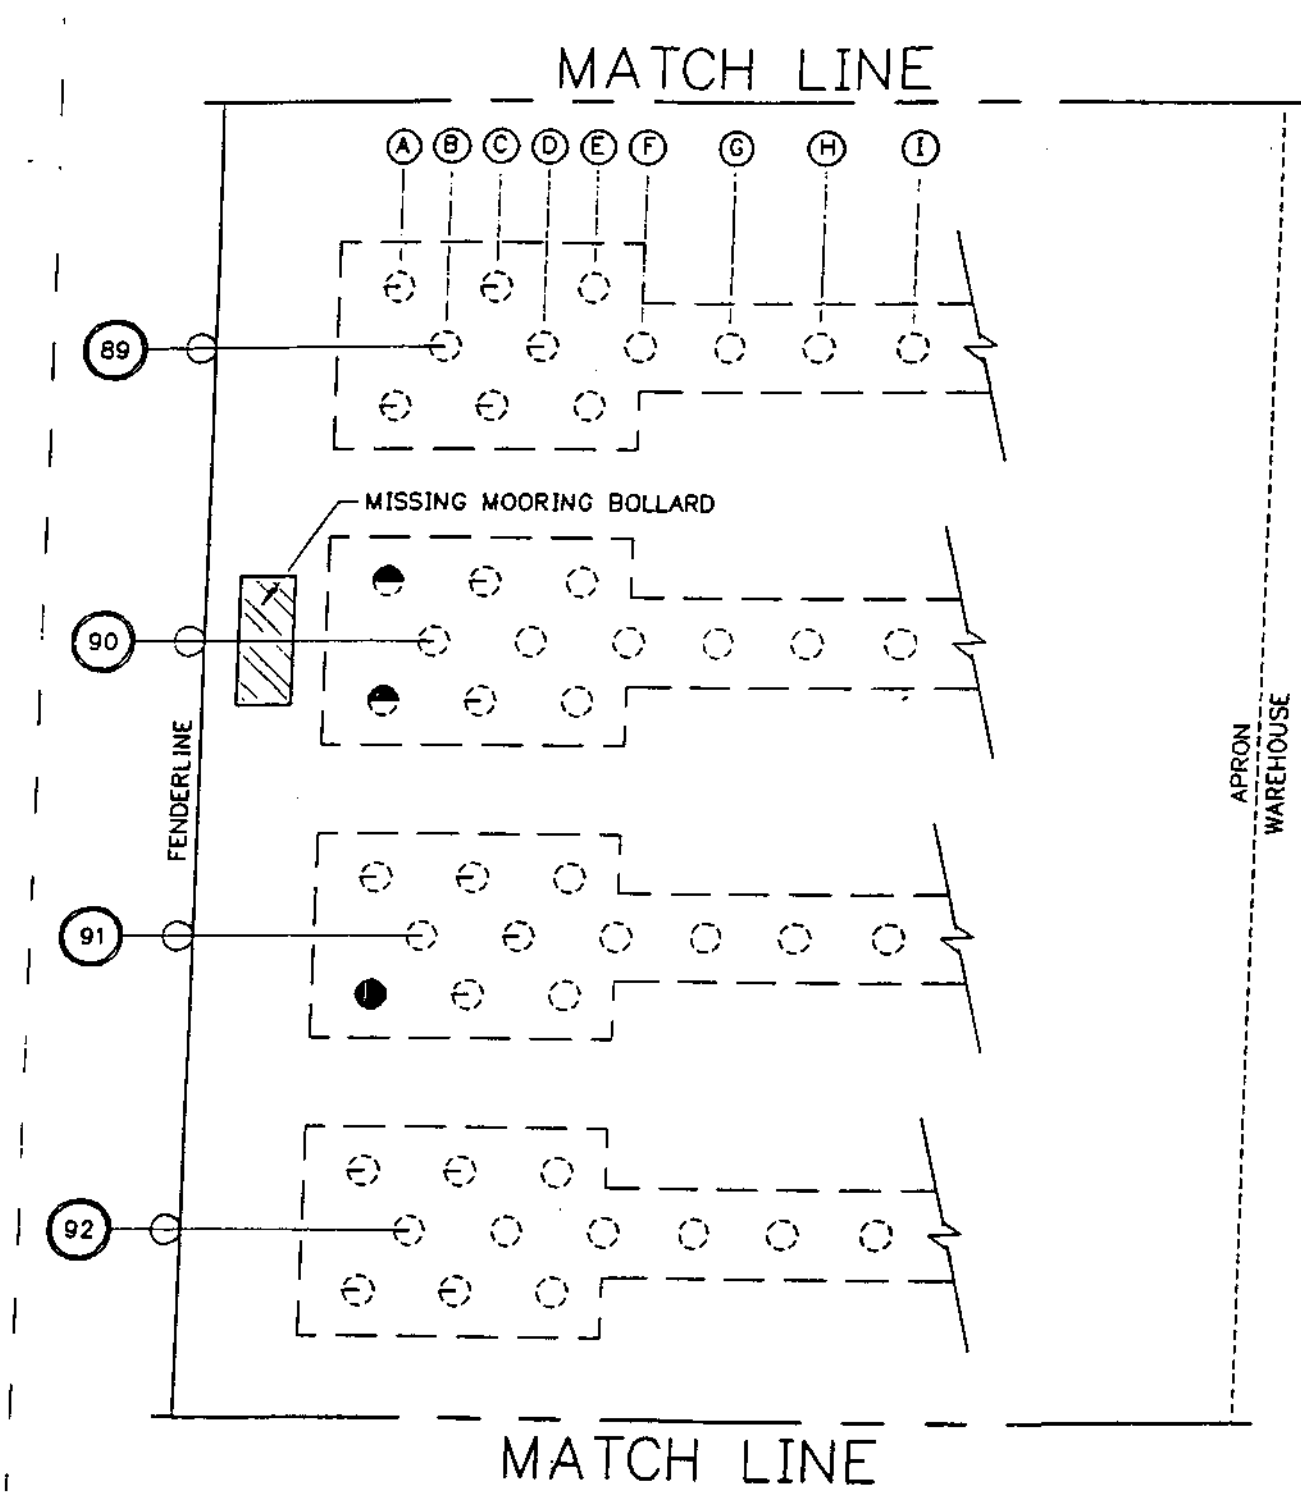 MATCH LINE
A B C D E F G H I
89
MISSING MOORING BOLLARD
90
FENDERLINE
APRON
WAREHOUSE
91
92
MATCH LINE